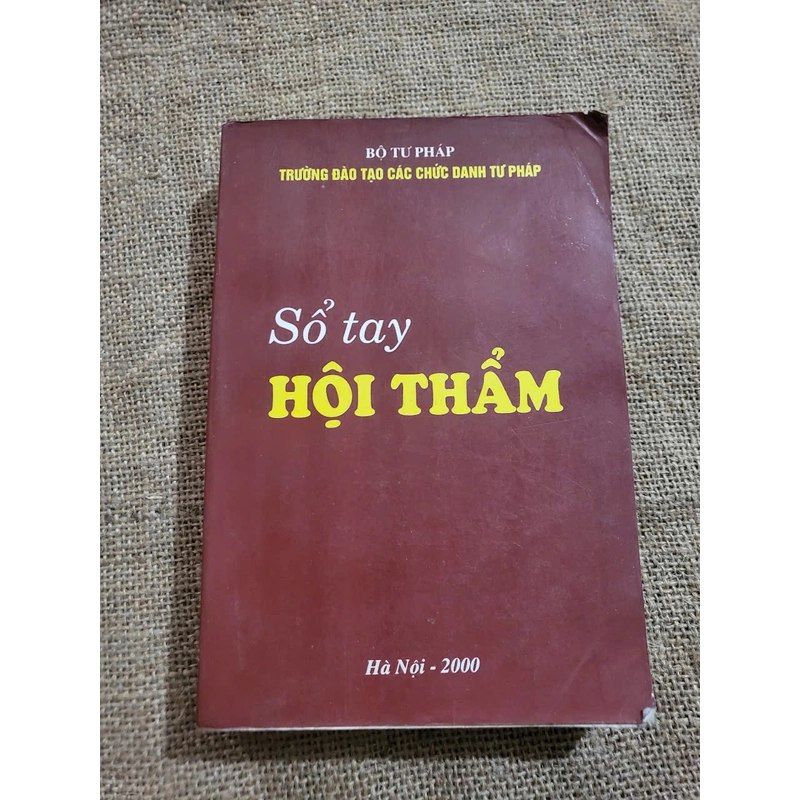 BỘ TƯ PHÁP
TRƯỜNG ĐÀO TẠO CÁC CHỨC DANH TƯ PHÁP
Sổ tay
HỘI THẨM
Hà Nội - 2000